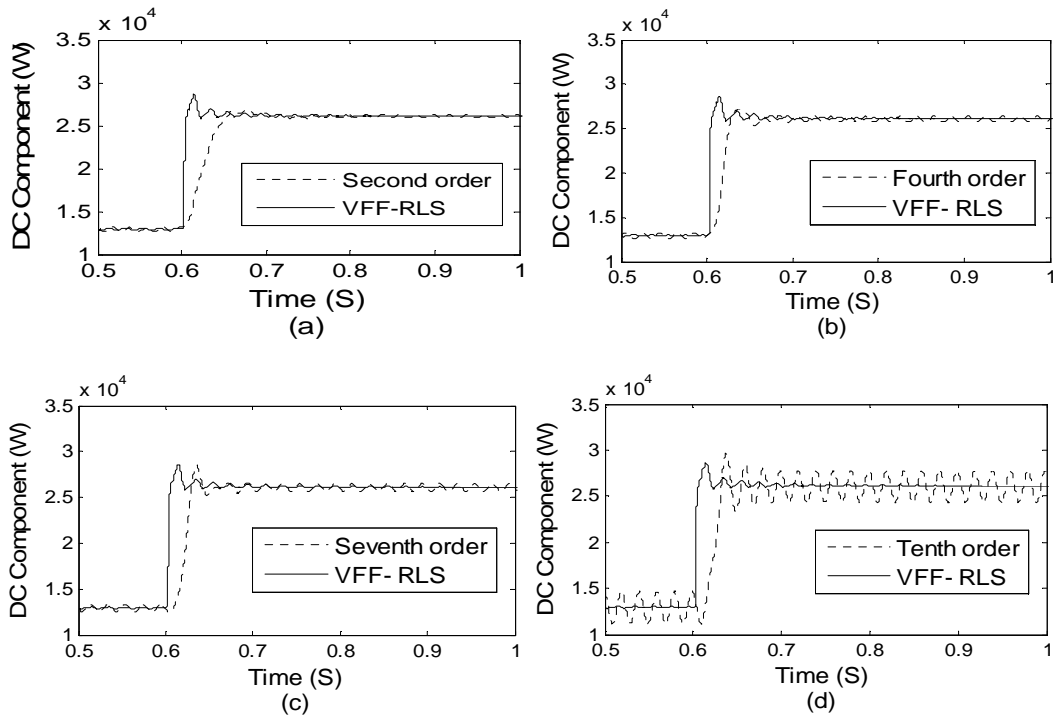 x 10^4
3.5
3
2.5
2
1.5
1
0.5
0.6
0.7
0.8
0.9
1
DC Component (W)
Second order
VFF-RLS
Time (S)
(a)
x 10^4
3.5
3
2.5
2
1.5
1
0.5
0.6
0.7
0.8
0.9
1
DC Component (W)
Fourth order
VFF- RLS
Time (S)
(b)
x 10^4
3.5
3
2.5
2
1.5
1
0.5
0.6
0.7
0.8
0.9
1
DC Component (W)
Seventh order
VFF- RLS
Time (S)
(c)
x 10^4
3.5
3
2.5
2
1.5
1
0.5
0.6
0.7
0.8
0.9
1
DC Component (W)
Tenth order
VFF- RLS
Time (S)
(d)